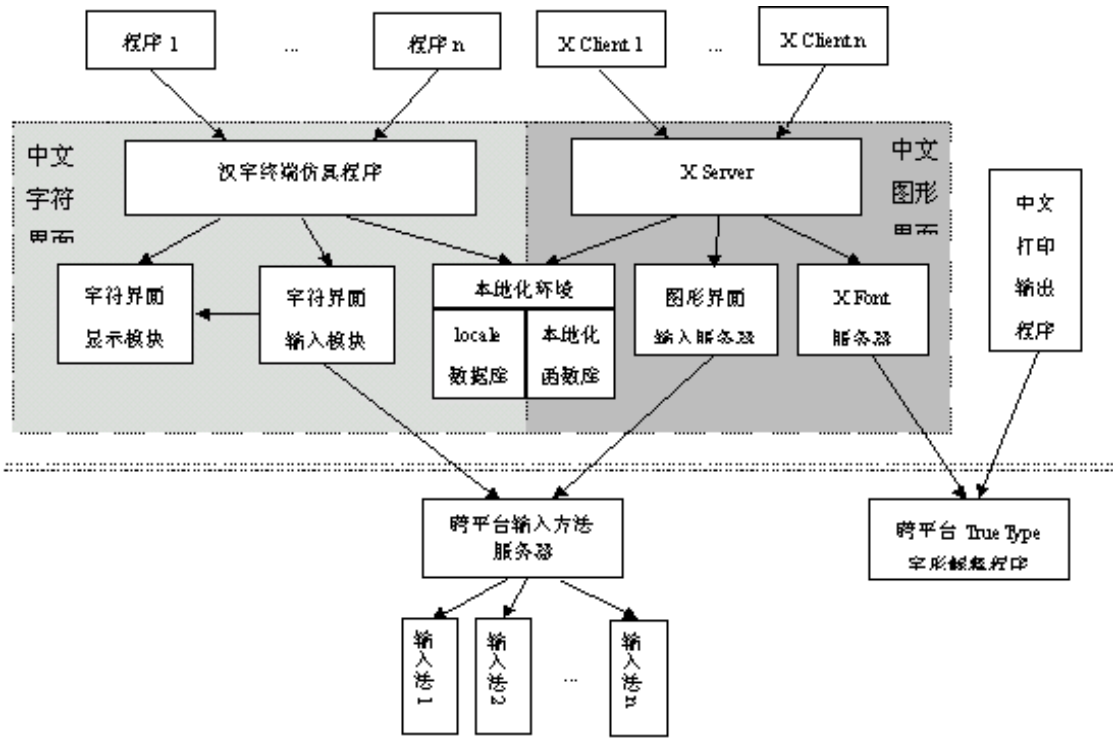 程序 1
...
程序 n
X Client 1
...
X Client n
中文
字符
界面
汉字终端仿真程序
X Server
中文
图形
界面
中文
打印
输出
程序
字符界面
显示模块
字符界面
输入模块
本地化环境
locale
数据库
本地化
函数库
图形界面
输入服务器
X Font
服务器
跨平台输入方法
服务器
跨平台 True Type
字形解释程序
输入法1
输入法2
...
输入法n